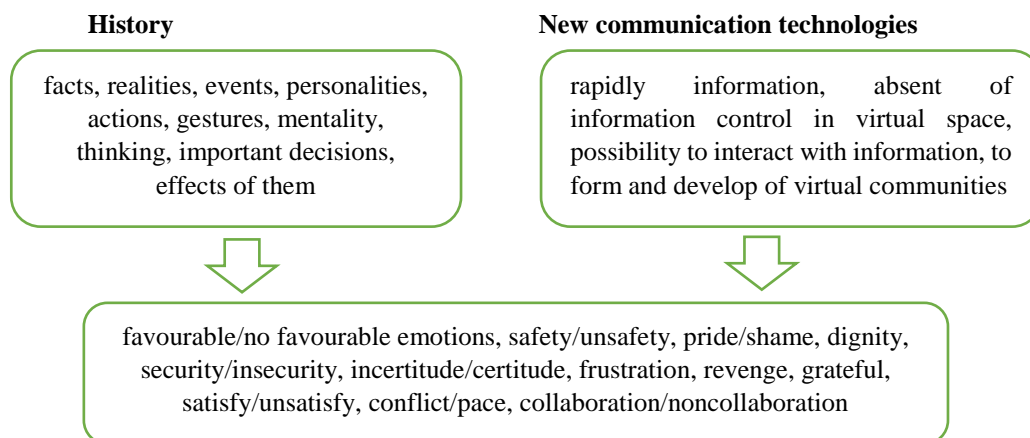 History
New communication technologies
facts, realities, events, personalities,
actions, gestures, mentality,
thinking, important decisions,
effects of them
rapidly information, absent of
information control in virtual space,
possibility to interact with information, to
form and develop of virtual communities
favourable/no favourable emotions, safety/unsafety, pride/shame, dignity,
security/insecurity, incertitude/certitude, frustration, revenge, grateful,
satisfy/unsatisfy, conflict/pace, collaboration/noncollaboration